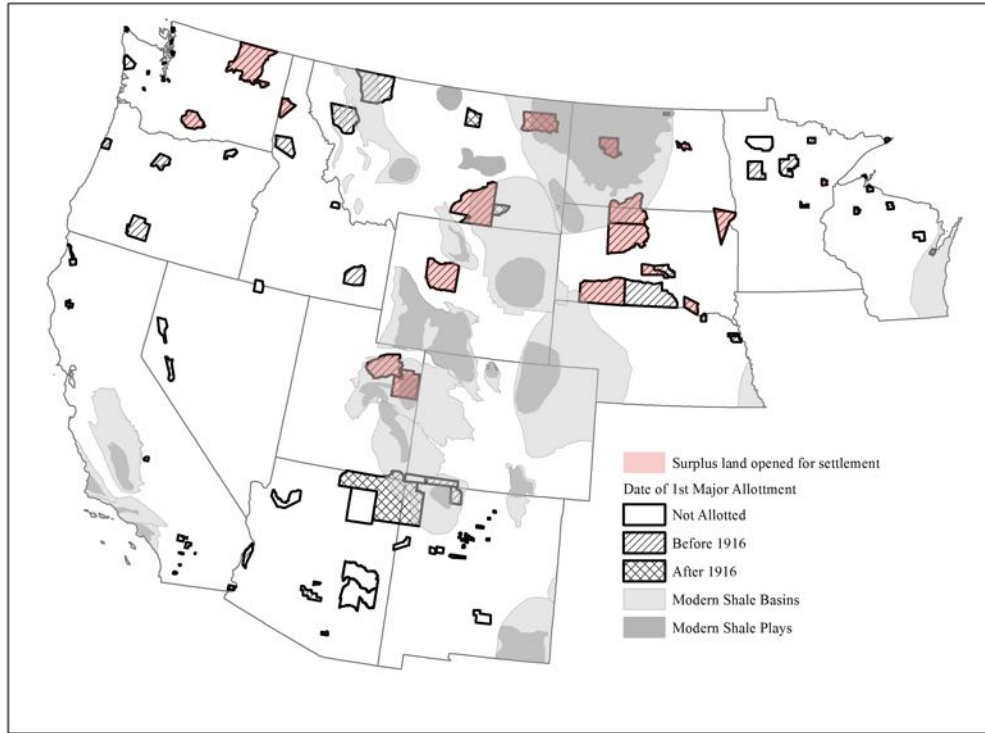 Surplus land opened for settlement
Date of 1st Major Allottment
Not Allotted
Before 1916
After 1916
Modern Shale Basins
Modern Shale Plays